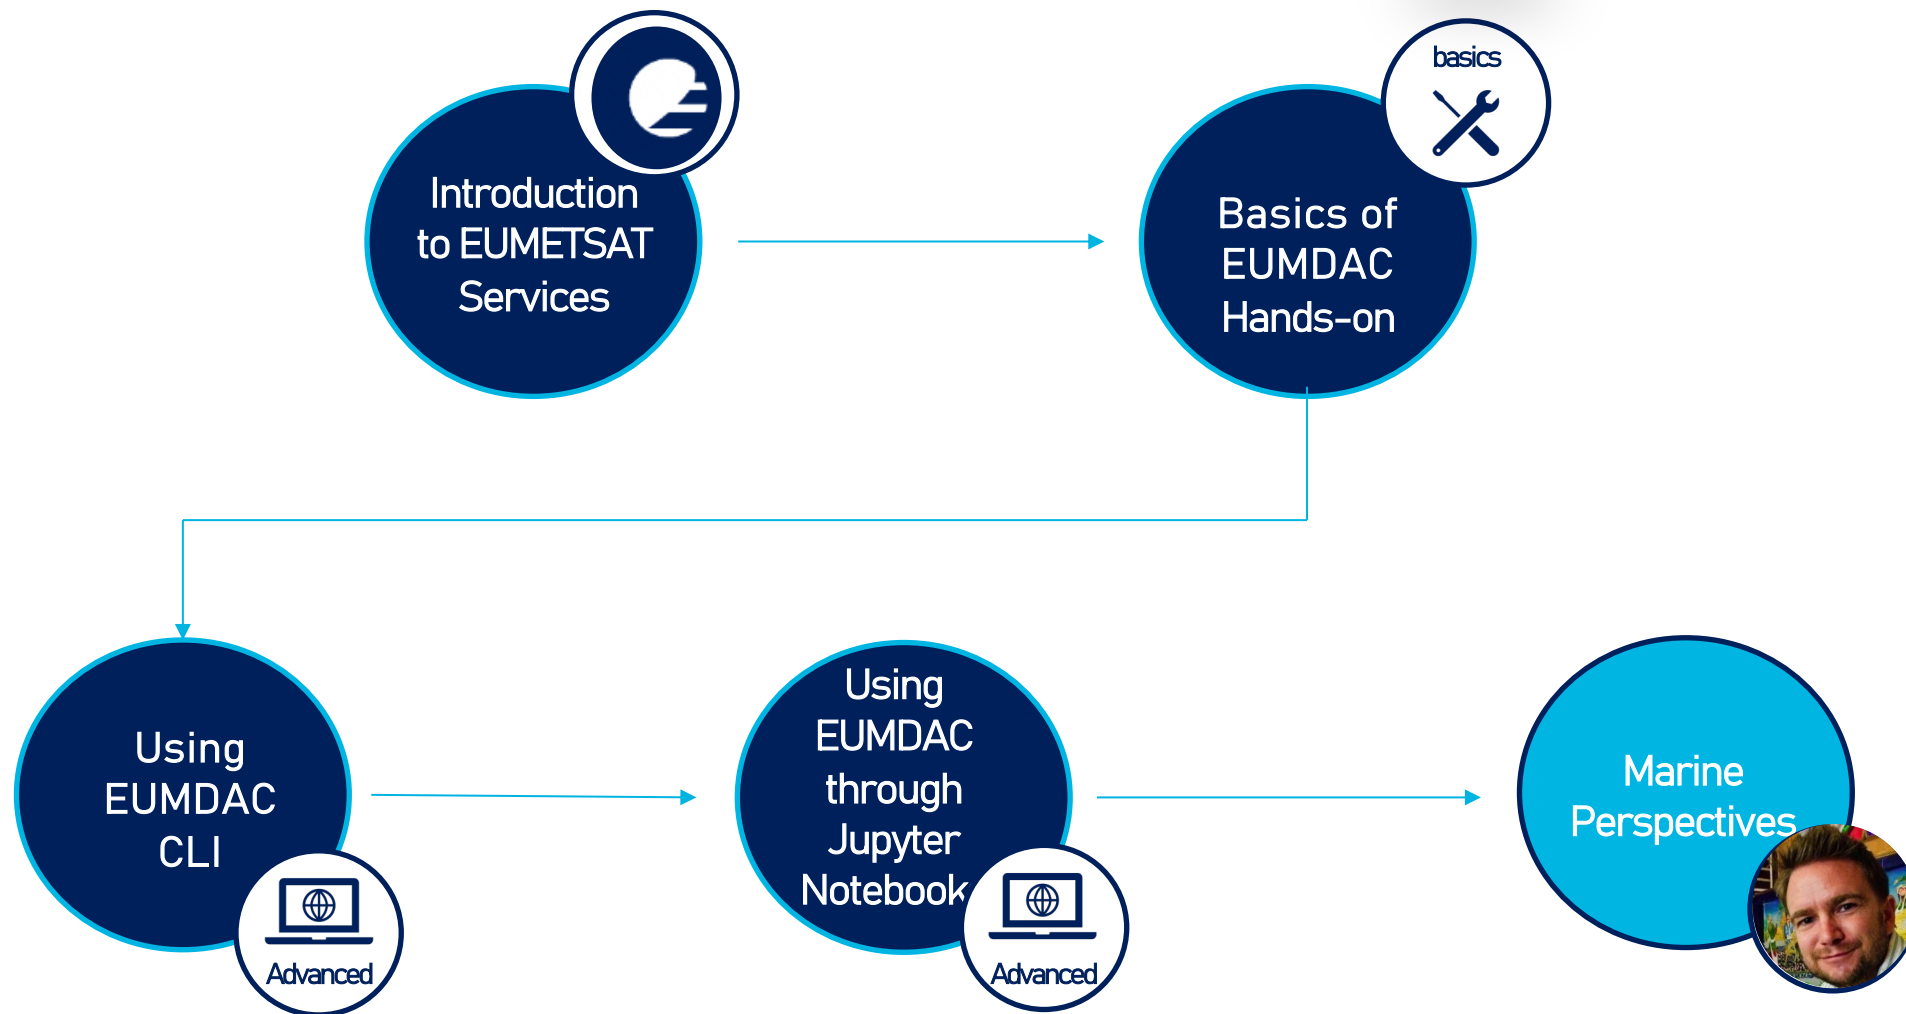 Introduction
to EUMETSAT
Services
basics
Basics of
EUMDAC
Hands-on
Using
EUMDAC
CLI
Advanced
Using
EUMDAC
through
Jupyter
Notebook
Advanced
Marine
Perspectives